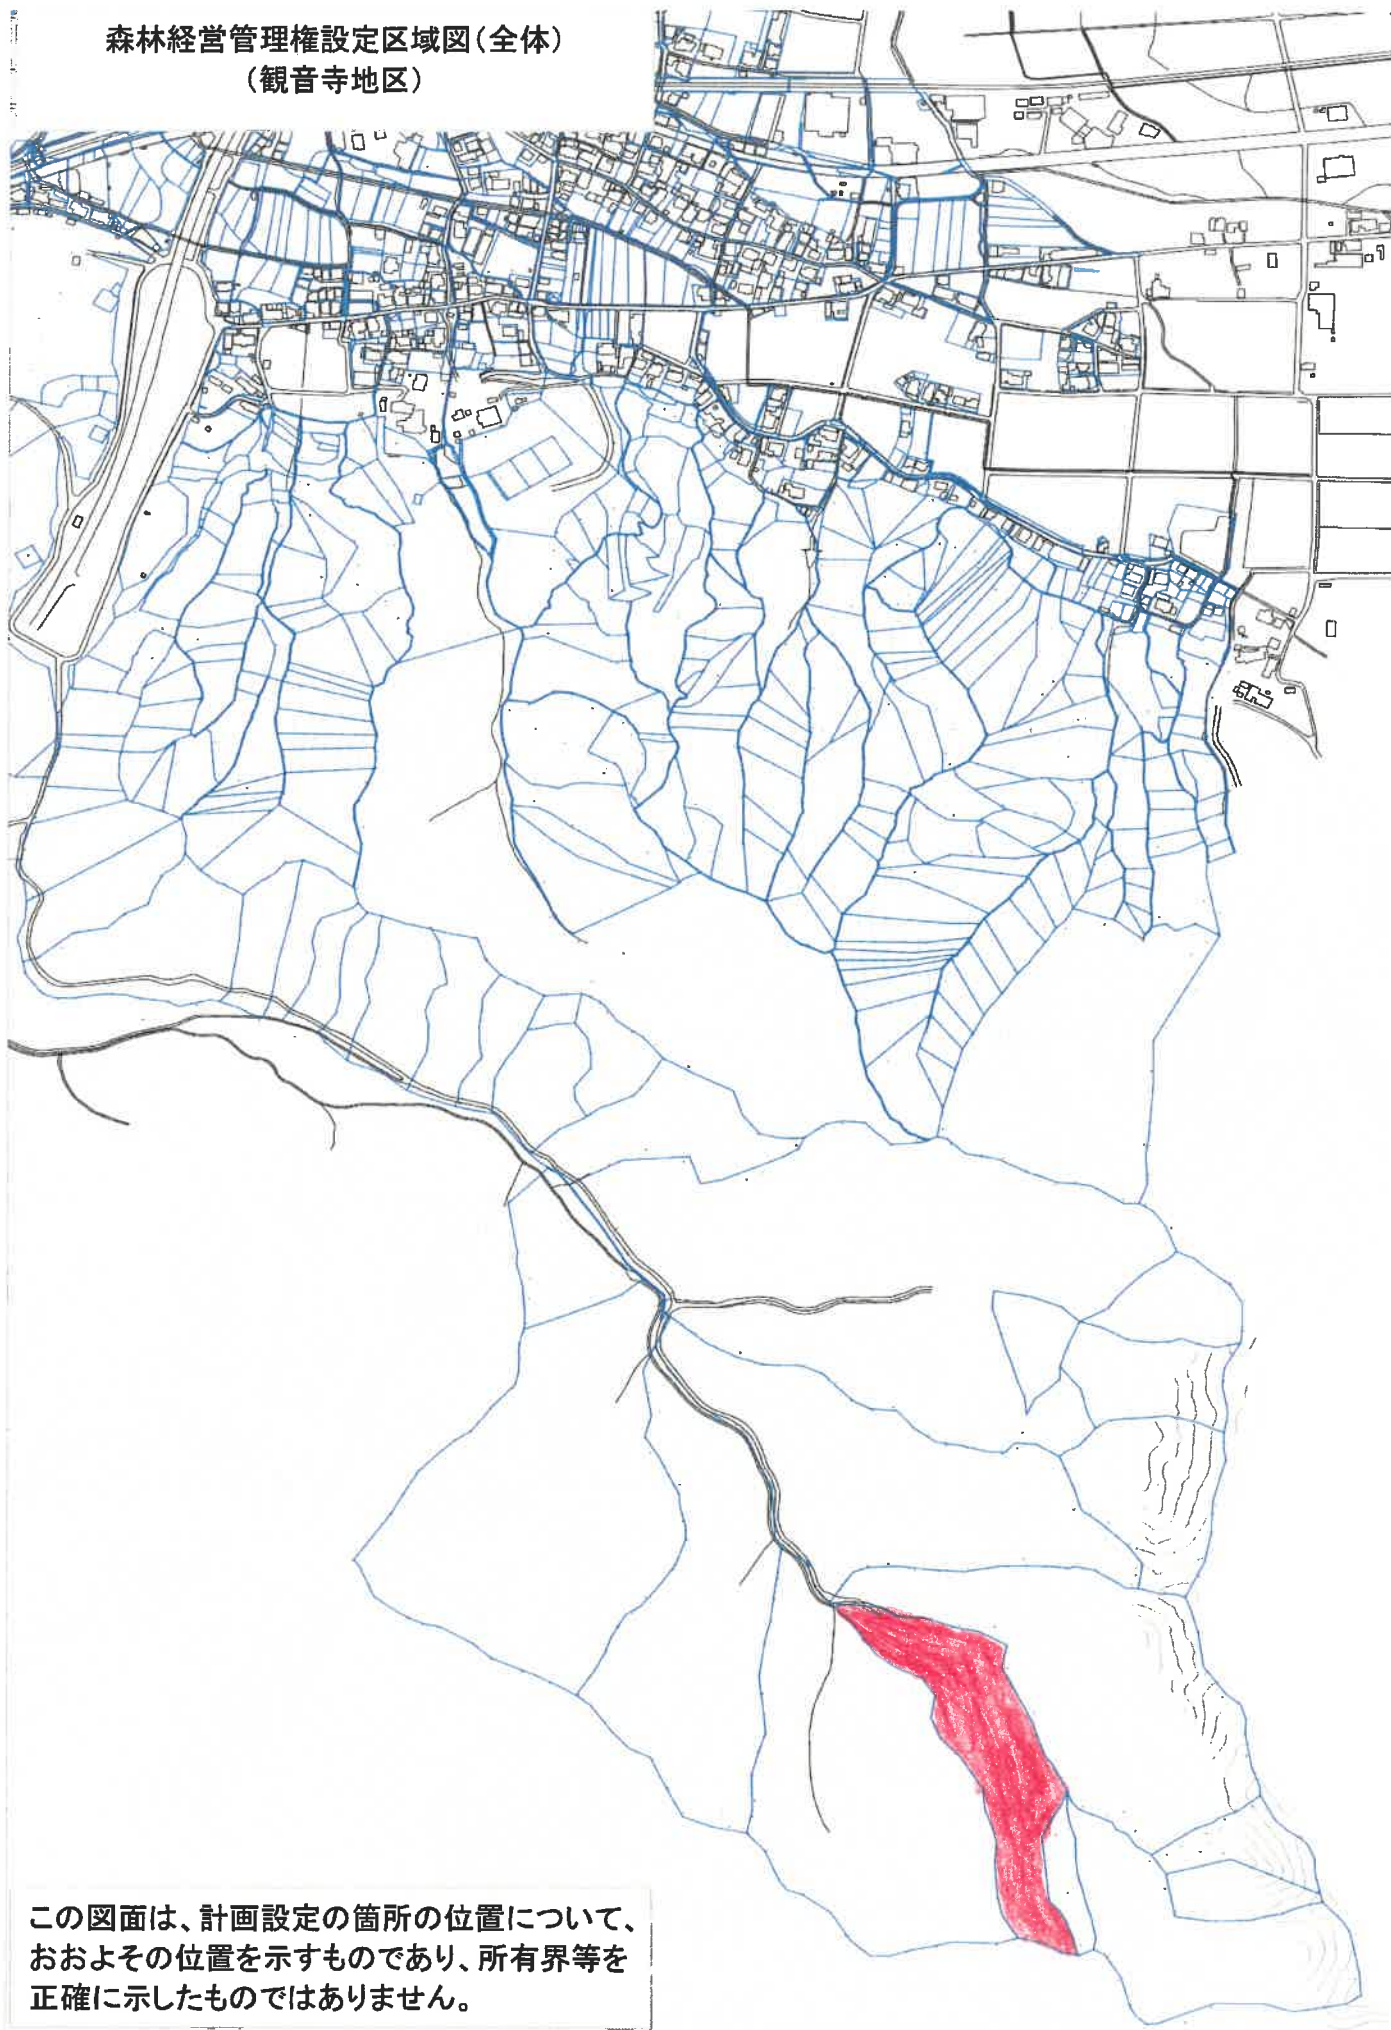 森林経営管理権設定区域図(全体)
(観音寺地区)
この図面は、計画設定の箇所の位置について、
おおよその位置を示すものであり、所有界等を
正確に示したものではありません。